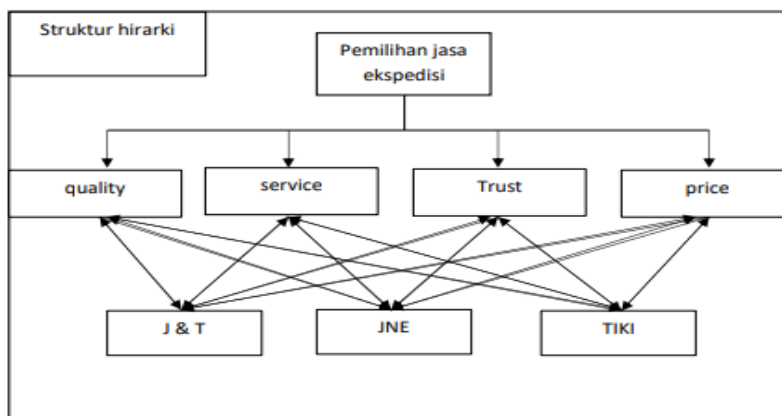 Struktur hirarki
Pemilihan jasa
ekspedisi
quality
service
Trust
price
J & T
JNE
TIKI